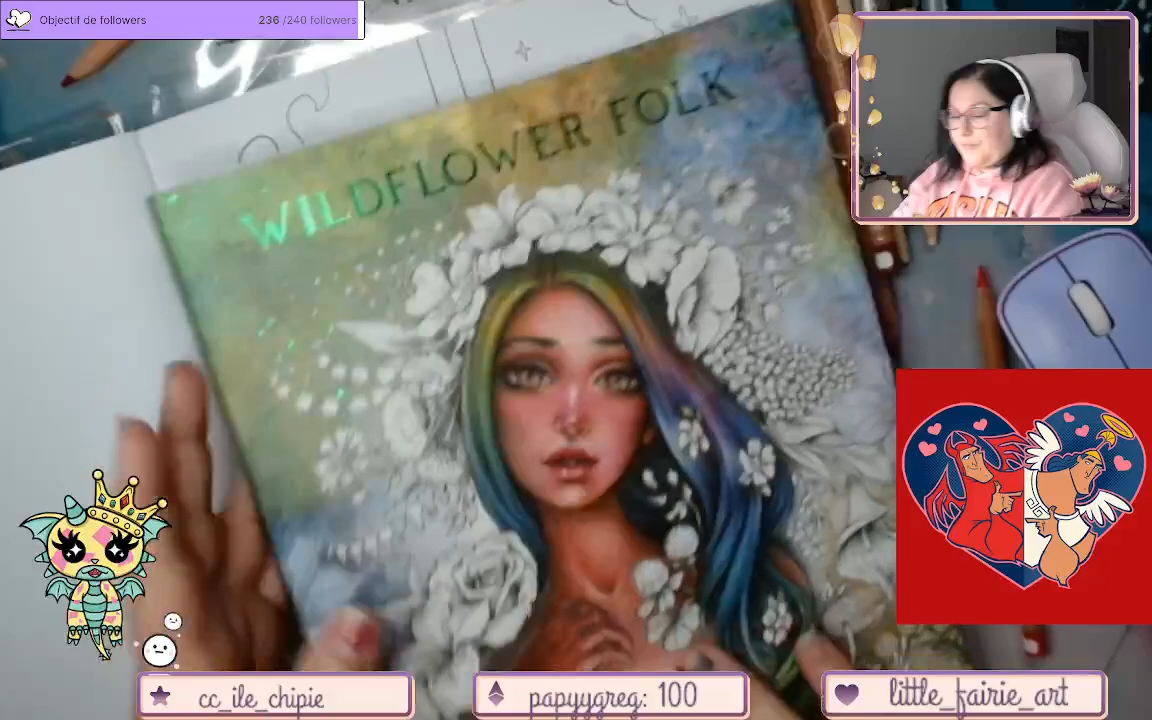 Objectif de followers
236 /240 followers
WILDFLOWER FOLK
cc_ile_chipie
papyygreg: 100
little_fairie_art